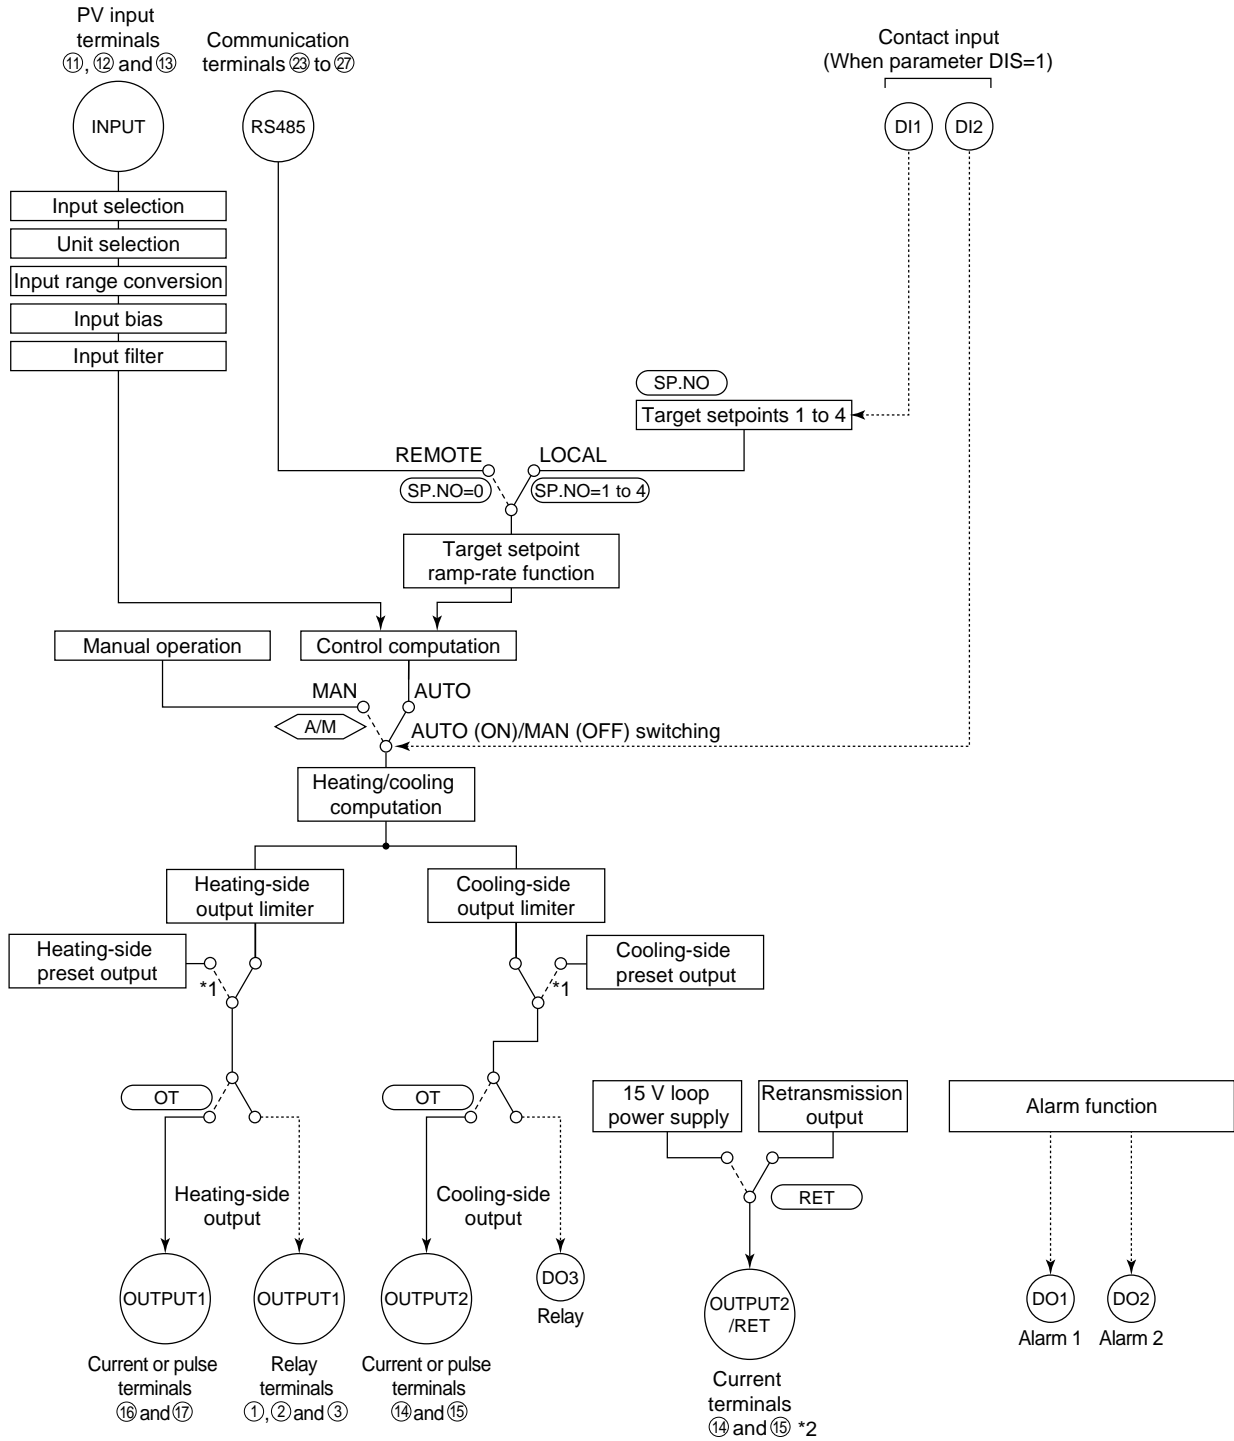 PV input
terminals
⑪, ⑫ and ⑬
Communication
terminals ㉓ to ㉗
Contact input
(When parameter DIS=1)
INPUT
RS485
DI1
DI2
Input selection
Unit selection
Input range conversion
Input bias
Input filter
SP.NO
Target setpoints 1 to 4
REMOTE
LOCAL
SP.NO=0
SP.NO=1 to 4
Target setpoint
ramp-rate function
Manual operation
Control computation
MAN
AUTO
A/M
AUTO (ON)/MAN (OFF) switching
Heating/cooling
computation
Heating-side
output limiter
Cooling-side
output limiter
Heating-side
preset output
*1
*1
Cooling-side
preset output
OT
OT
15 V loop
power supply
Retransmission
output
Alarm function
RET
Heating-side
output
Cooling-side
output
OUTPUT1
OUTPUT1
OUTPUT2
DO3
Relay
OUTPUT2
/RET
DO1
DO2
Alarm 1
Alarm 2
Current or pulse
terminals
⑯ and ⑰
Relay
terminals
①, ② and ③
Current or pulse
terminals
⑭ and ⑮
Current
terminals
⑭ and ⑮ *2